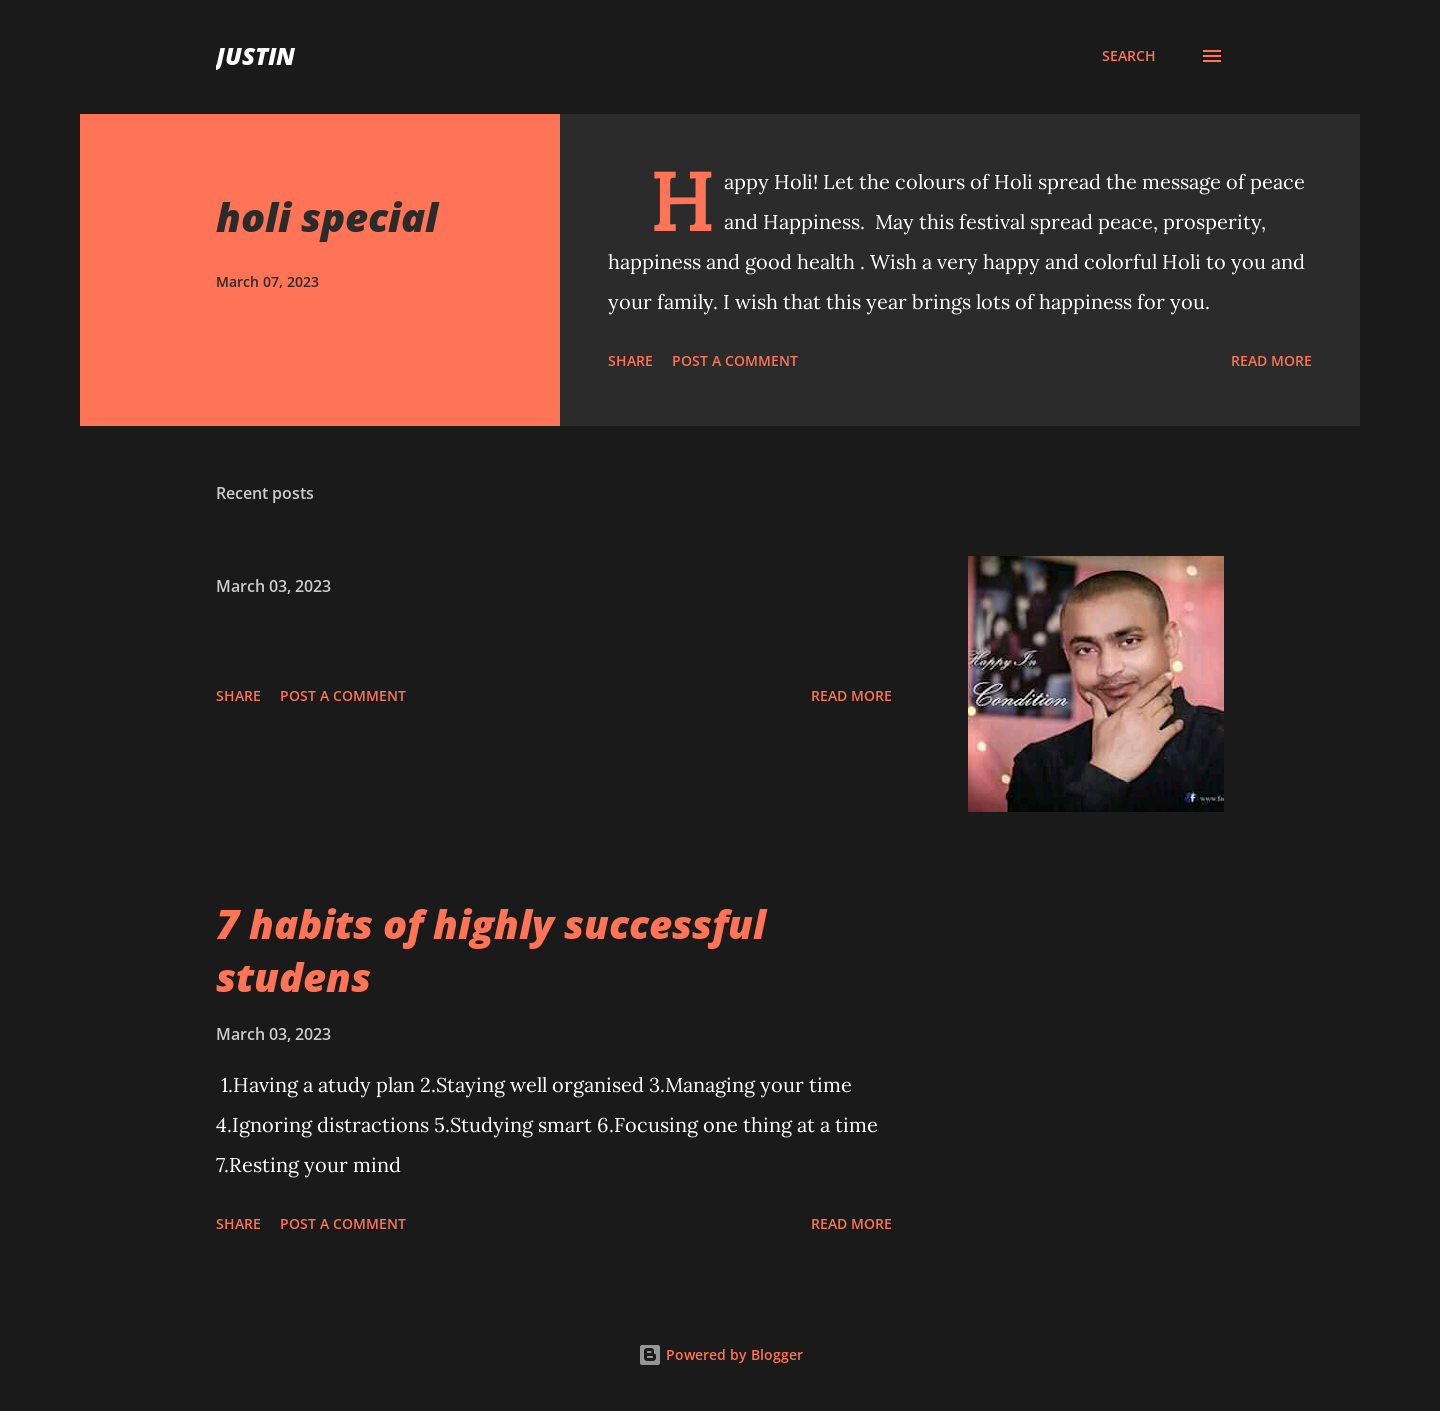 JUSTIN
SEARCH
holi special
March 07, 2023
Happy Holi! Let the colours of Holi spread the message of peace
and Happiness.  May this festival spread peace, prosperity,
happiness and good health . Wish a very happy and colorful Holi to you and
your family. I wish that this year brings lots of happiness for you.
SHARE POST A COMMENT READ MORE
Recent posts
March 03, 2023
SHARE POST A COMMENT READ MORE
Happy In
Condition
7 habits of highly successful
studens
March 03, 2023
1.Having a atudy plan 2.Staying well organised 3.Managing your time
4.Ignoring distractions 5.Studying smart 6.Focusing one thing at a time
7.Resting your mind
SHARE POST A COMMENT READ MORE
Powered by Blogger